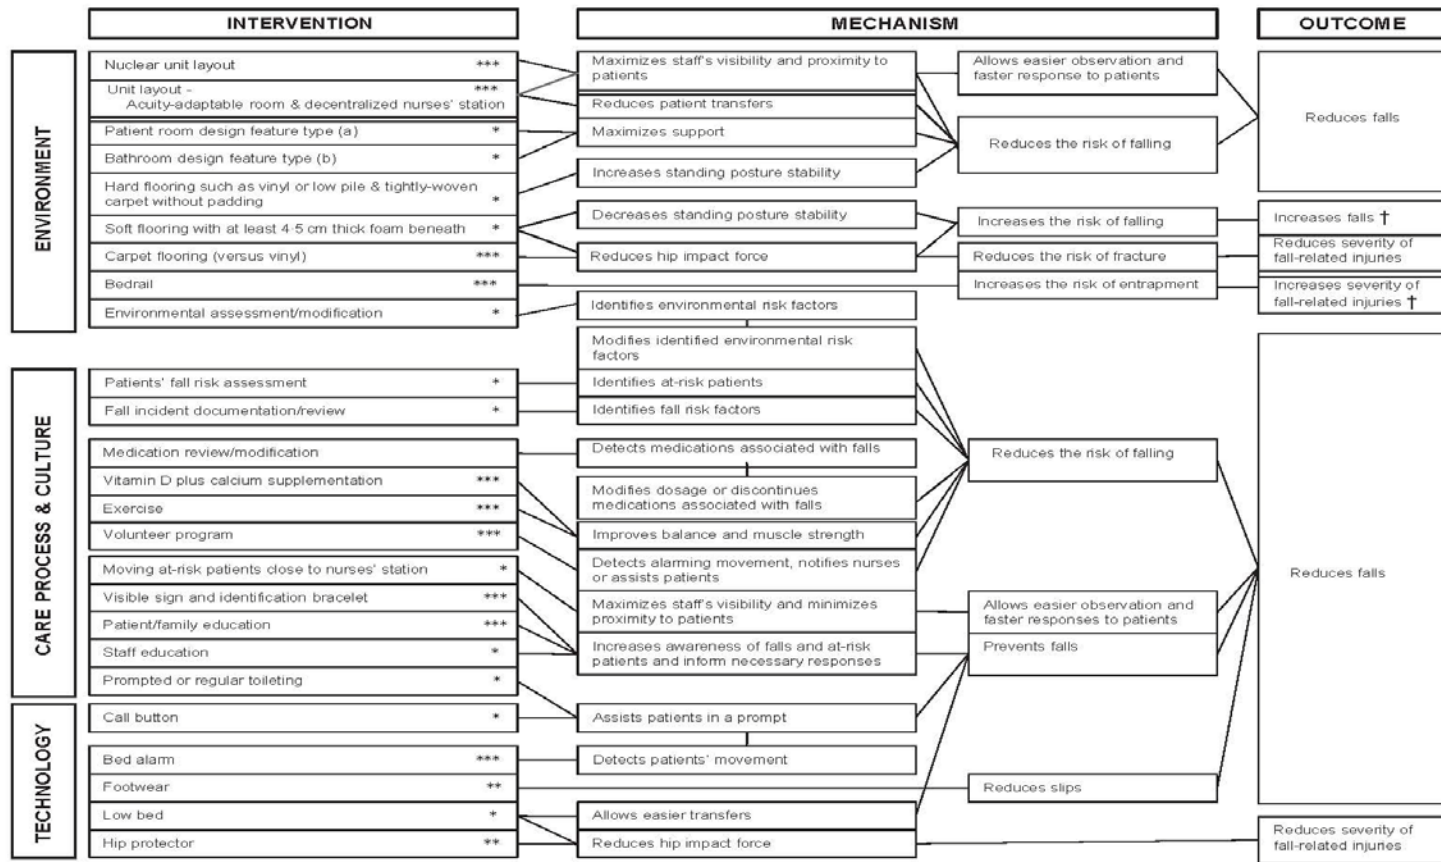 INTERVENTION
MECHANISM
OUTCOME
ENVIRONMENT
Nuclear unit layout ***
Unit layout - ***
Acuity-adaptable room & decentralized nurses' station
Patient room design feature type (a) *
Bathroom design feature type (b) *
Hard flooring such as vinyl or low pile & tightly-woven
carpet without padding *
Soft flooring with at least 4-5 cm thick foam beneath *
Carpet flooring (versus vinyl) ***
Bedrail ***
Environmental assessment/modification *
Maximizes staff's visibility and proximity to
patients
Reduces patient transfers
Maximizes support
Increases standing posture stability
Decreases standing posture stability
Reduces hip impact force
Identifies environmental risk factors
Modifies identified environmental risk
factors
Allows easier observation and
faster response to patients
Reduces the risk of falling
Increases the risk of falling
Reduces the risk of fracture
Increases the risk of entrapment
Reduces falls
Increases falls †
Reduces severity of
fall-related injuries
Increases severity of
fall-related injuries †
CARE PROCESS & CULTURE
Patients' fall risk assessment *
Fall incident documentation/review *
Medication review/modification
Vitamin D plus calcium supplementation ***
Exercise ***
Volunteer program ***
Moving at-risk patients close to nurses' station *
Visible sign and identification bracelet ***
Patient/family education ***
Staff education *
Prompted or regular toileting *
Identifies at-risk patients
Identifies fall risk factors
Detects medications associated with falls
Modifies dosage or discontinues
medications associated with falls
Improves balance and muscle strength
Detects alarming movement, notifies nurses
or assists patients
Maximizes staff's visibility and minimizes
proximity to patients
Increases awareness of falls and at-risk
patients and inform necessary responses
Reduces the risk of falling
Allows easier observation and
faster responses to patients
Prevents falls
Reduces falls
TECHNOLOGY
Call button *
Bed alarm ***
Footwear **
Low bed *
Hip protector **
Assists patients in a prompt
Detects patients' movement
Allows easier transfers
Reduces hip impact force
Reduces slips
Reduces severity of
fall-related injuries